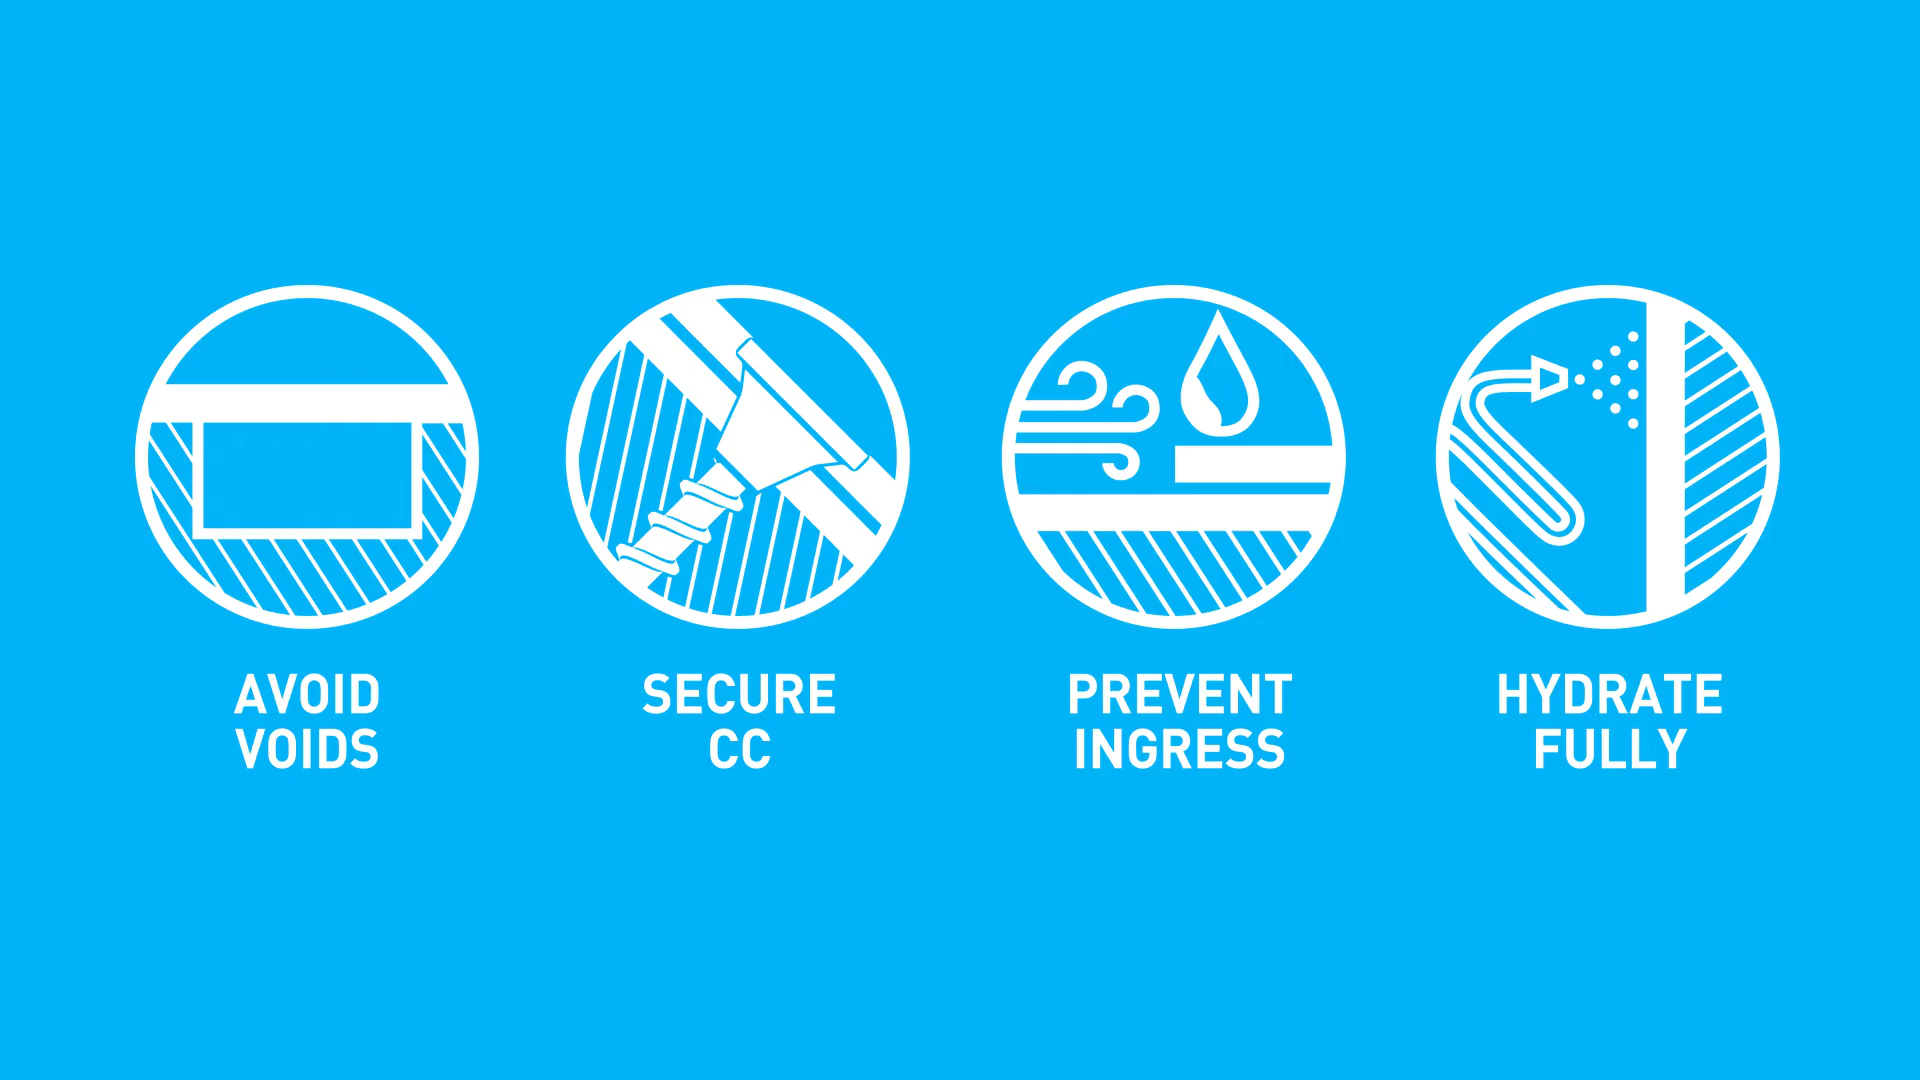 AVOID
VOIDS
SECURE
CC
PREVENT
INGRESS
HYDRATE
FULLY